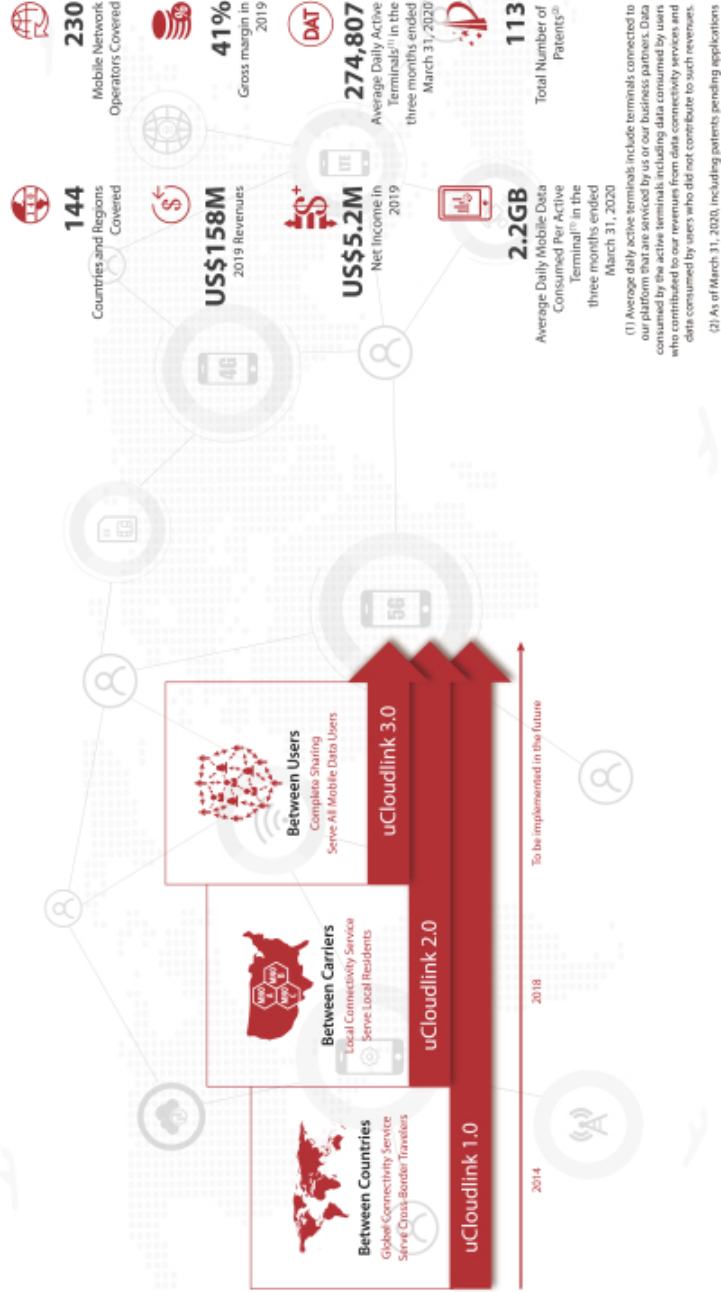 144
Countries and Regions
Covered
230
Mobile Network
Operators Covered
US$158M
2019 Revenues
41%
Gross margin in
2019
US$5.2M
Net Income in
2019
DAT
274,807
Average Daily Active
Terminals(1) in the
three months ended
March 31, 2020
2.2GB
Average Daily Mobile Data
Consumed Per Active
Terminal(1) in the
three months ended
March 31, 2020
113
Total Number of
Patents(2)
4G
LTE
5G
Between Countries
Global Connectivity Service
Serve Cross-Border Travelers
uCloudlink 1.0
MNO A
MNO B
MNO C
Between Carriers
Local Connectivity Service
Serve Local Residents
uCloudlink 2.0
Between Users
Complete Sharing
Serve All Mobile Data Users
uCloudlink 3.0
2014
2018
To be implemented in the future
(1) Average daily active terminals include terminals connected to
our platform that are serviced by us or our business partners. Data
consumed by the active terminals including data consumed by users
who contributed to our revenues from data connectivity services and
data consumed by users who did not contribute to such revenues.
(2) As of March 31, 2020, including patents pending applications